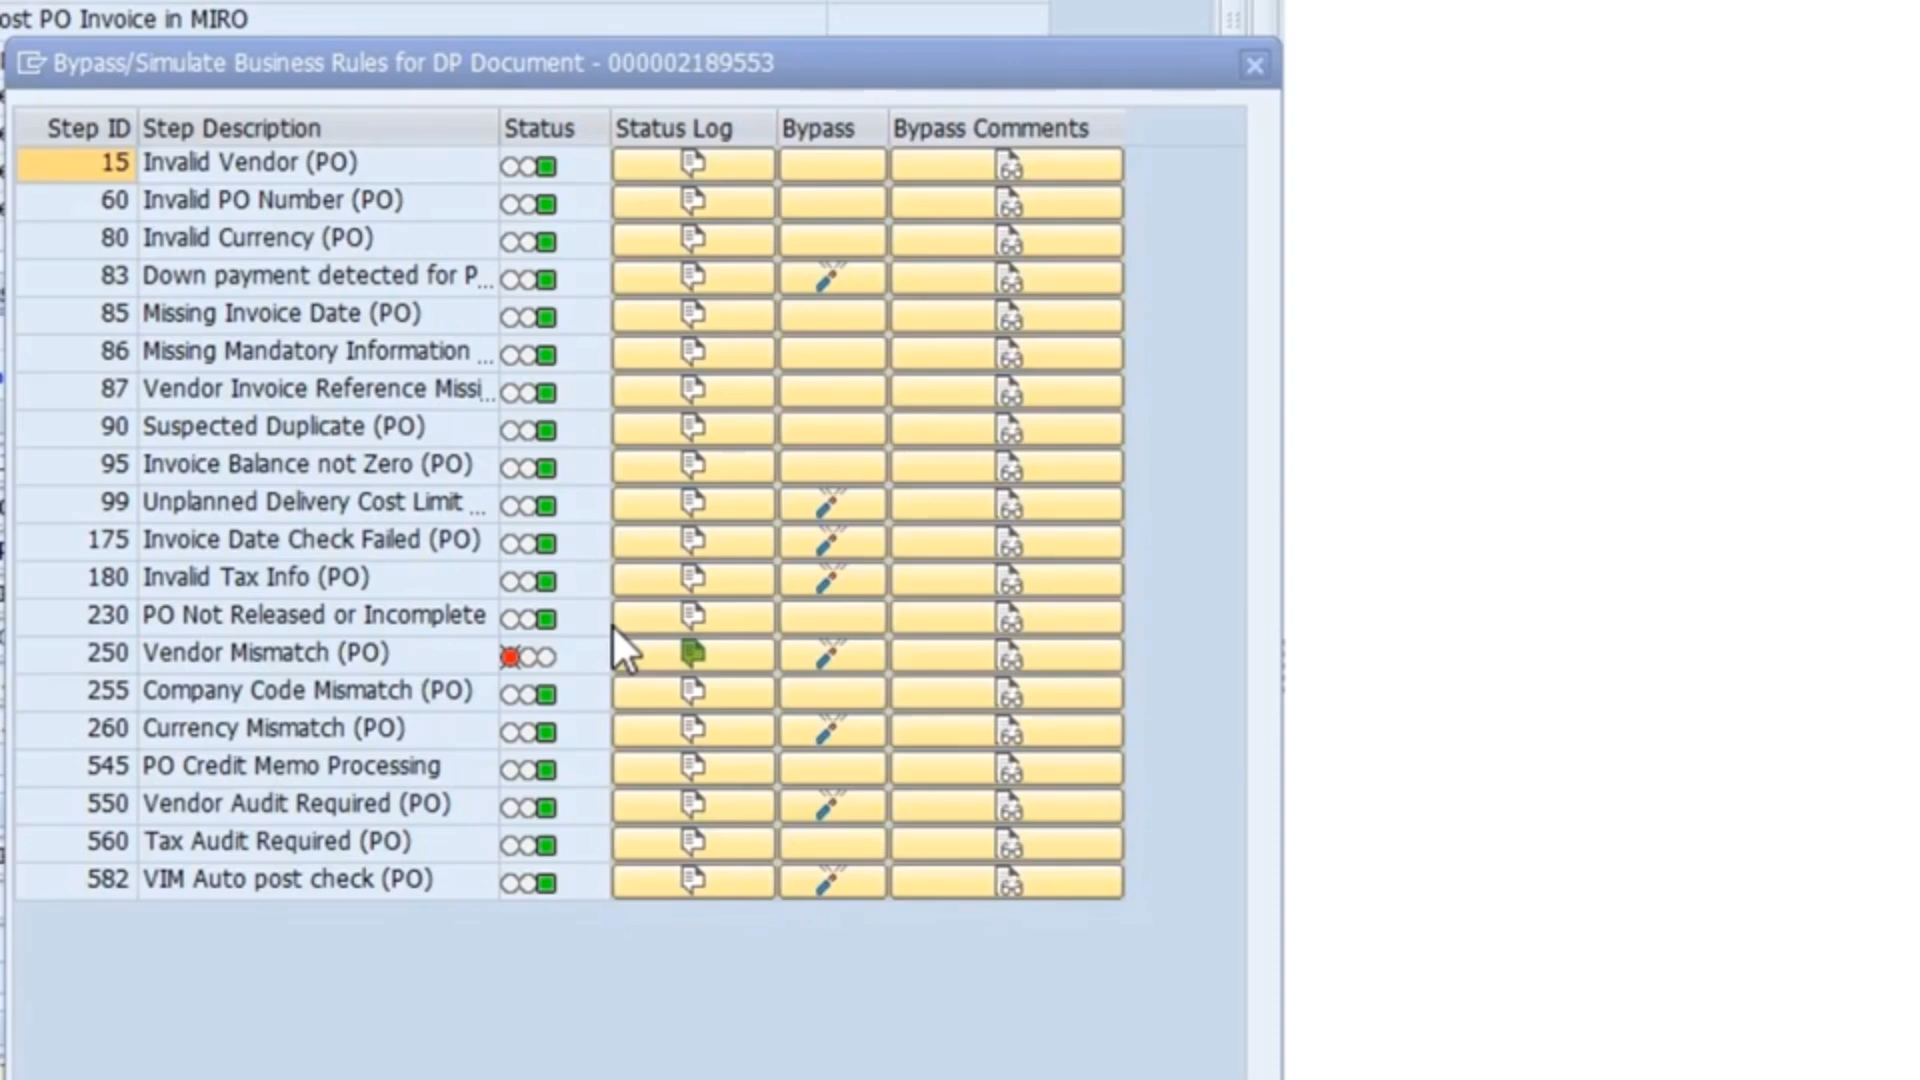 ost PO Invoice in MIRO
Bypass/Simulate Business Rules for DP Document - 000002189553
Step ID Step Description Status Status Log Bypass Bypass Comments
15 Invalid Vendor (PO)
60 Invalid PO Number (PO)
80 Invalid Currency (PO)
83 Down payment detected for P...
85 Missing Invoice Date (PO)
86 Missing Mandatory Information ...
87 Vendor Invoice Reference Missi...
90 Suspected Duplicate (PO)
95 Invoice Balance not Zero (PO)
99 Unplanned Delivery Cost Limit ...
175 Invoice Date Check Failed (PO)
180 Invalid Tax Info (PO)
230 PO Not Released or Incomplete
250 Vendor Mismatch (PO)
255 Company Code Mismatch (PO)
260 Currency Mismatch (PO)
545 PO Credit Memo Processing
550 Vendor Audit Required (PO)
560 Tax Audit Required (PO)
582 VIM Auto post check (PO)